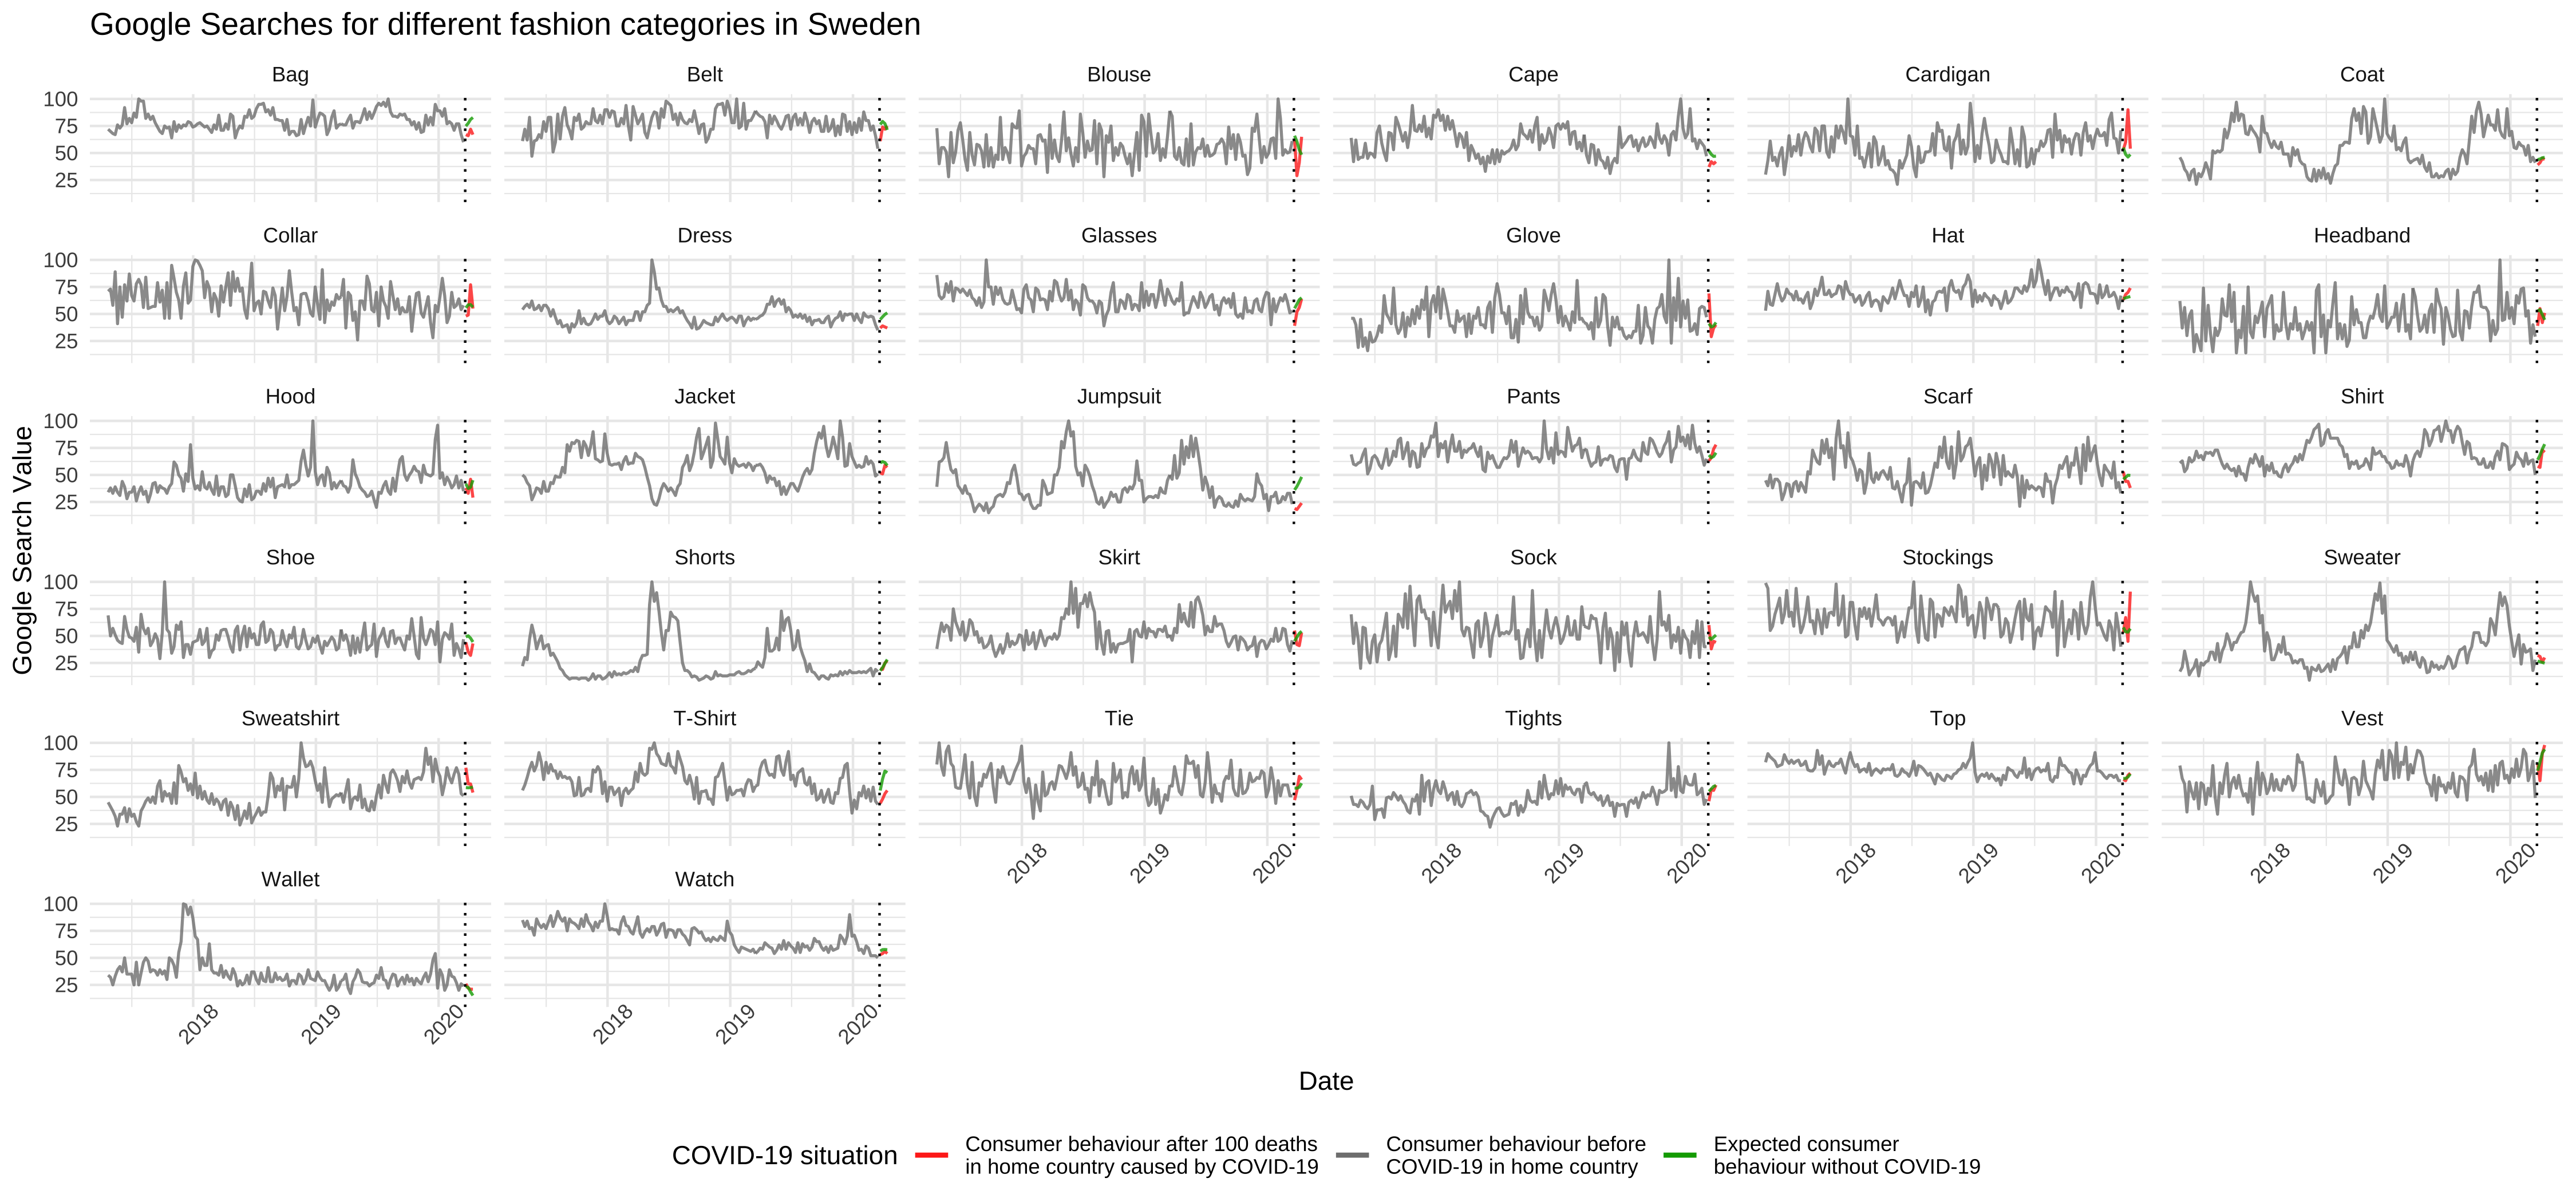 Google Searches for different fashion categories in Sweden
Bag Belt Blouse Cape Cardigan Coat
100
75
50
25
Collar Dress Glasses Glove Hat Headband
100
75
50
25
Hood Jacket Jumpsuit Pants Scarf Shirt
100
75
50
25
Google Search Value
Shoe Shorts Skirt Sock Stockings Sweater
100
75
50
25
Sweatshirt T-Shirt Tie Tights Top Vest
100
75
50
25
2018 2019 2020 2018 2019 2020 2018 2019 2020 2018 2019 2020
Wallet Watch
100
75
50
25
2018 2019 2020 2018 2019 2020
Date
COVID-19 situation
Consumer behaviour after 100 deaths
in home country caused by COVID-19
Consumer behaviour before
COVID-19 in home country
Expected consumer
behaviour without COVID-19